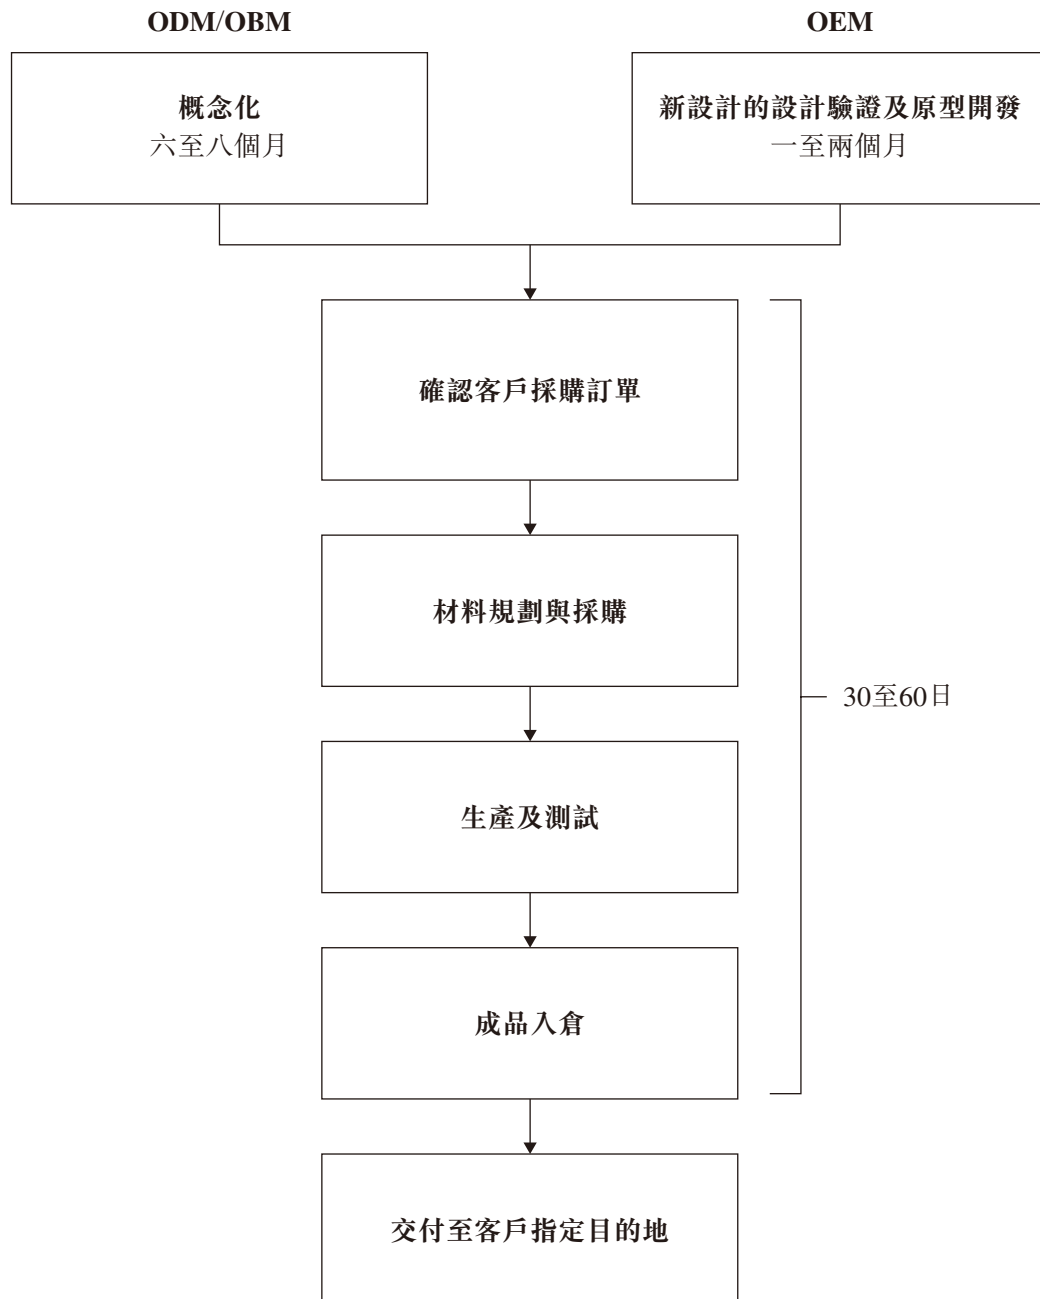 ODM/OBM
OEM
概念化
六至八個月
新設計的設計驗證及原型開發
一至兩個月
確認客戶採購訂單
材料規劃與採購
30至60日
生產及測試
成品入倉
交付至客戶指定目的地